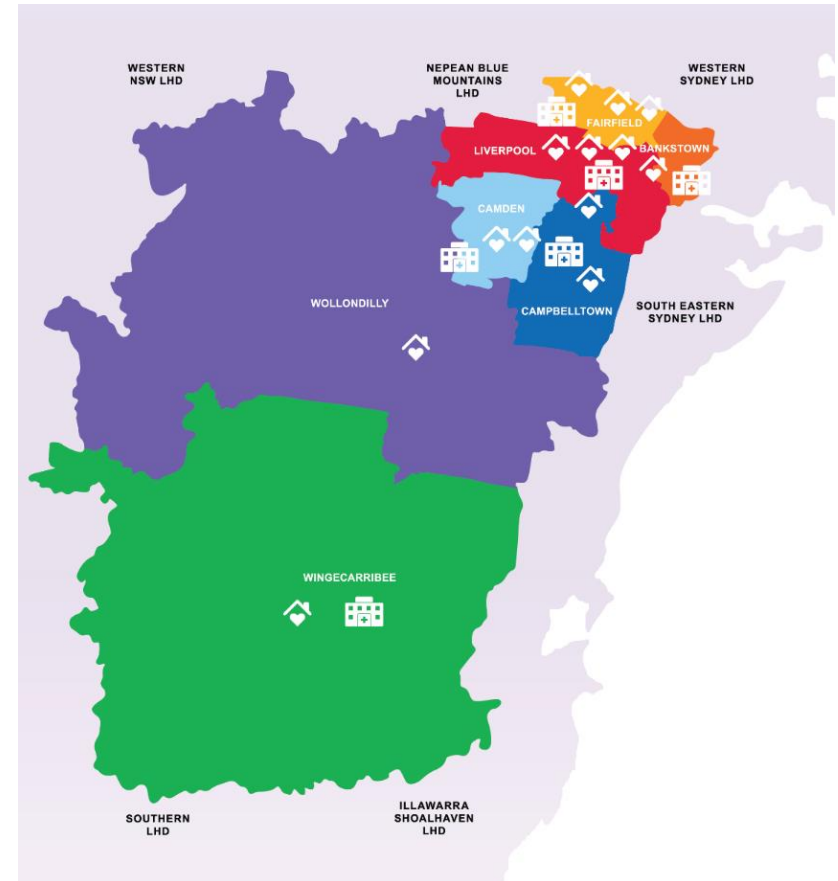 WESTERN
NSW LHD
NEPEAN BLUE
MOUNTAINS
LHD
WESTERN
SYDNEY LHD
FAIRFIELD
LIVERPOOL
BANKSTOWN
CAMDEN
WOLLONDILLY
CAMPBELLTOWN
SOUTH EASTERN
SYDNEY LHD
WINGECARRIBEE
SOUTHERN
LHD
ILLAWARRA
SHOALHAVEN
LHD